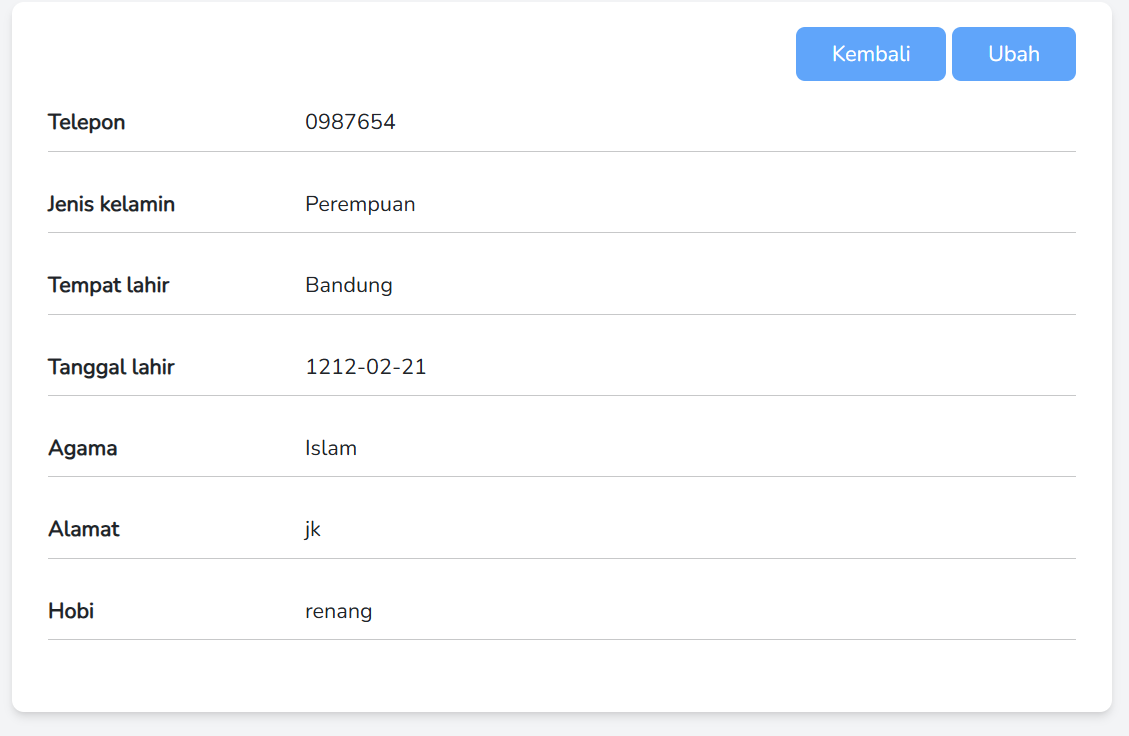 Kembali Ubah
Telepon 0987654
Jenis kelamin Perempuan
Tempat lahir Bandung
Tanggal lahir 1212-02-21
Agama Islam
Alamat jk
Hobi renang